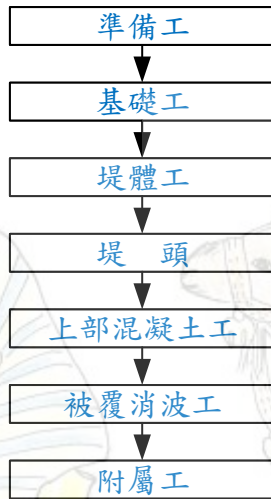 準備工
基礎工
堤體工
堤 頭
上部混凝土工
被覆消波工
附屬工